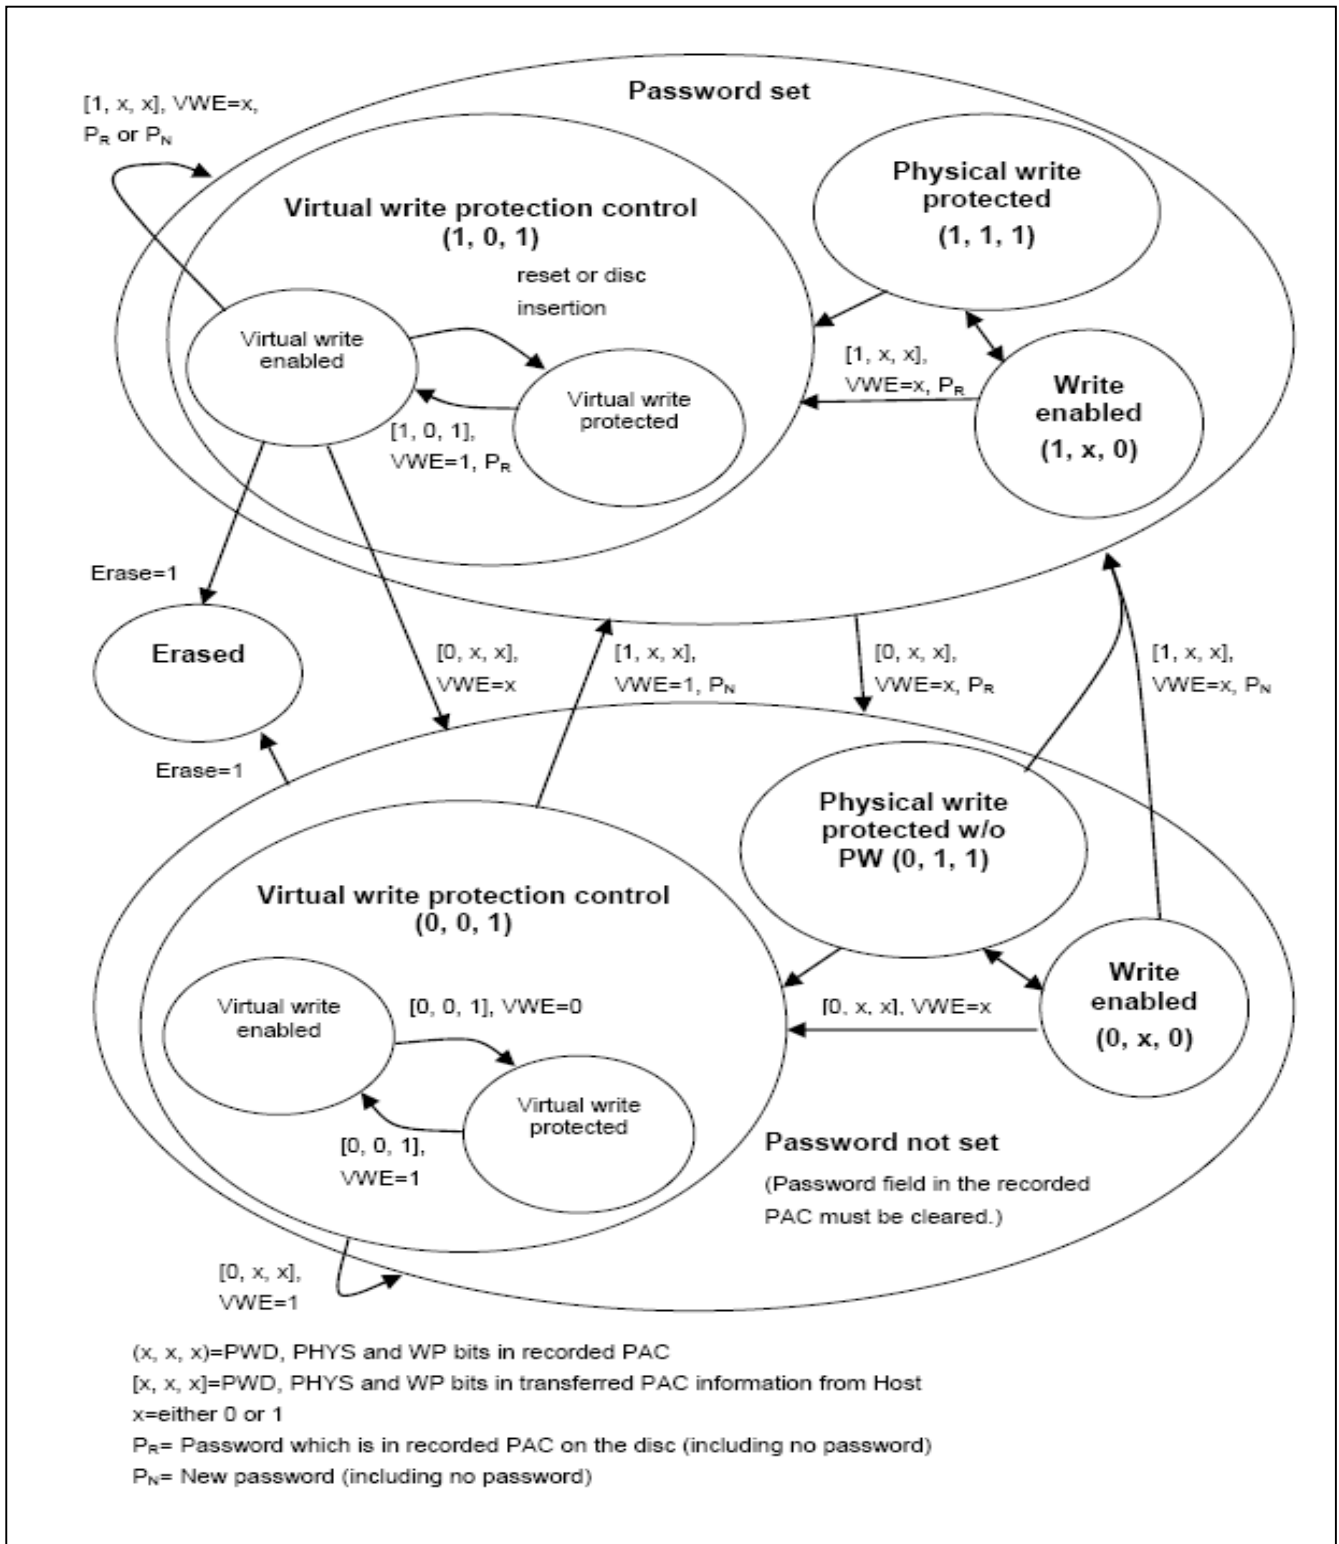 Password set
[1, x, x], VWE=x,
PR or PN
Physical write
protected
(1, 1, 1)
Virtual write protection control
(1, 0, 1)
reset or disc
insertion
Virtual write
enabled
[1, x, x],
VWE=x, PR
Write
enabled
(1, x, 0)
Virtual write
protected
[1, 0, 1],
VWE=1, PR
Erase=1
Erased
[0, x, x],
VWE=x
[1, x, x],
VWE=1, PN
[0, x, x],
VWE=x, PR
[1, x, x],
VWE=x, PN
Erase=1
Physical write
protected w/o
PW (0, 1, 1)
Virtual write protection control
(0, 0, 1)
Virtual write
enabled
[0, 0, 1], VWE=0
[0, x, x], VWE=x
Write
enabled
(0, x, 0)
Virtual write
protected
[0, 0, 1],
VWE=1
Password not set
(Password field in the recorded
PAC must be cleared.)
[0, x, x],
VWE=1
(x, x, x)=PWD, PHYS and WP bits in recorded PAC
[x, x, x]=PWD, PHYS and WP bits in transferred PAC information from Host
x=either 0 or 1
PR= Password which is in recorded PAC on the disc (including no password)
PN= New password (including no password)